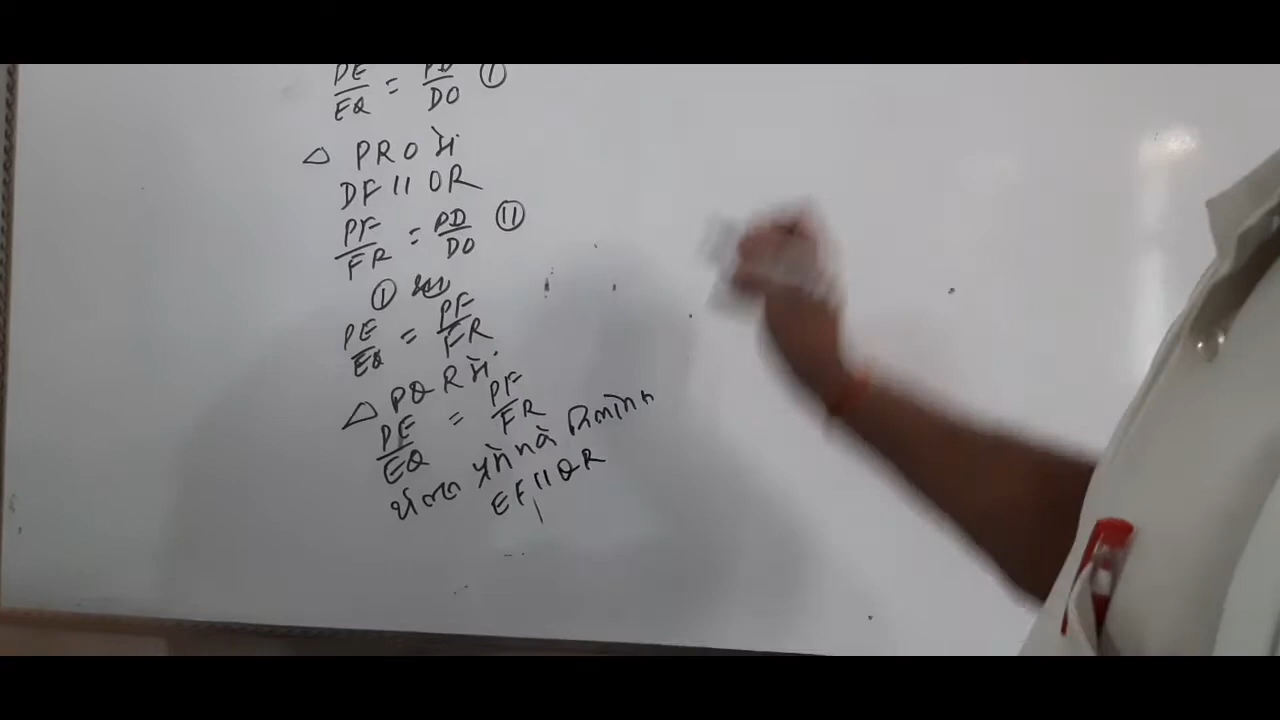 PE/EQ = PD/DO ①
△ PRO में
DF || OR
PF/FR = PD/DO ⑪
①
PE/EQ = PF/FR
△ PQR में
PE/EQ = PF/FR
EF || QR